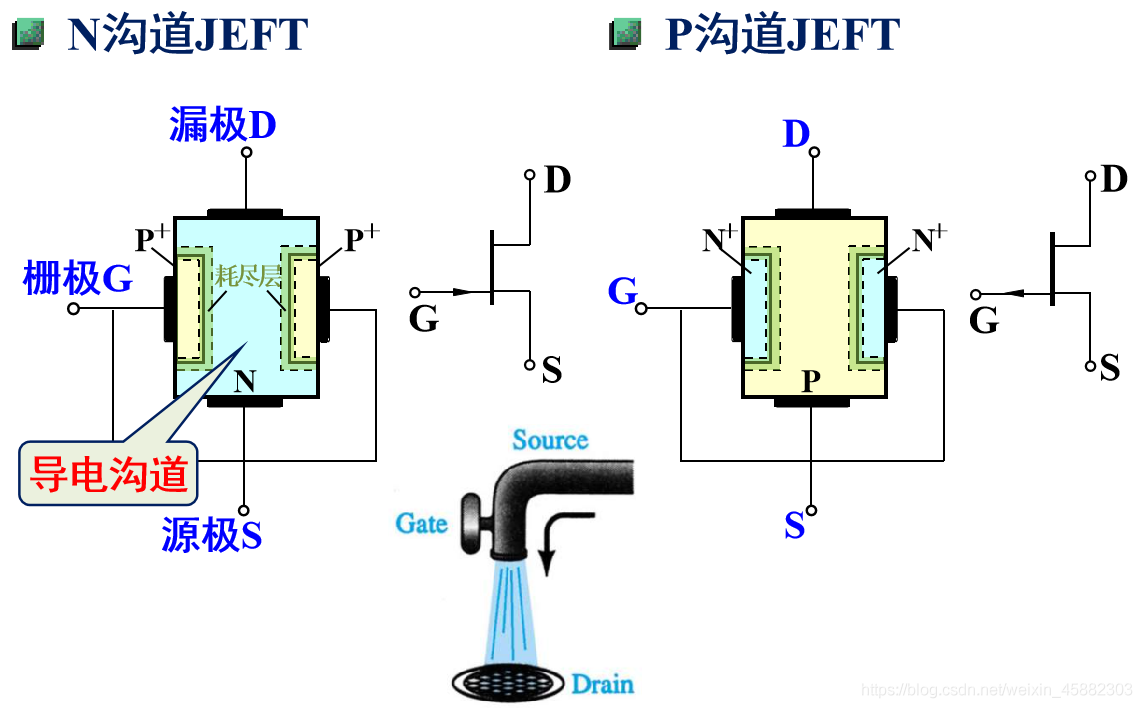 N沟道JEFT
P沟道JEFT
漏极D
P+
P+
栅极G
耗尽层
N
导电沟道
源极S
D
G
S
D
N+
N+
G
P
S
D
G
S
Source
Gate
Drain
https://blog.csdn.net/weixin_45882303